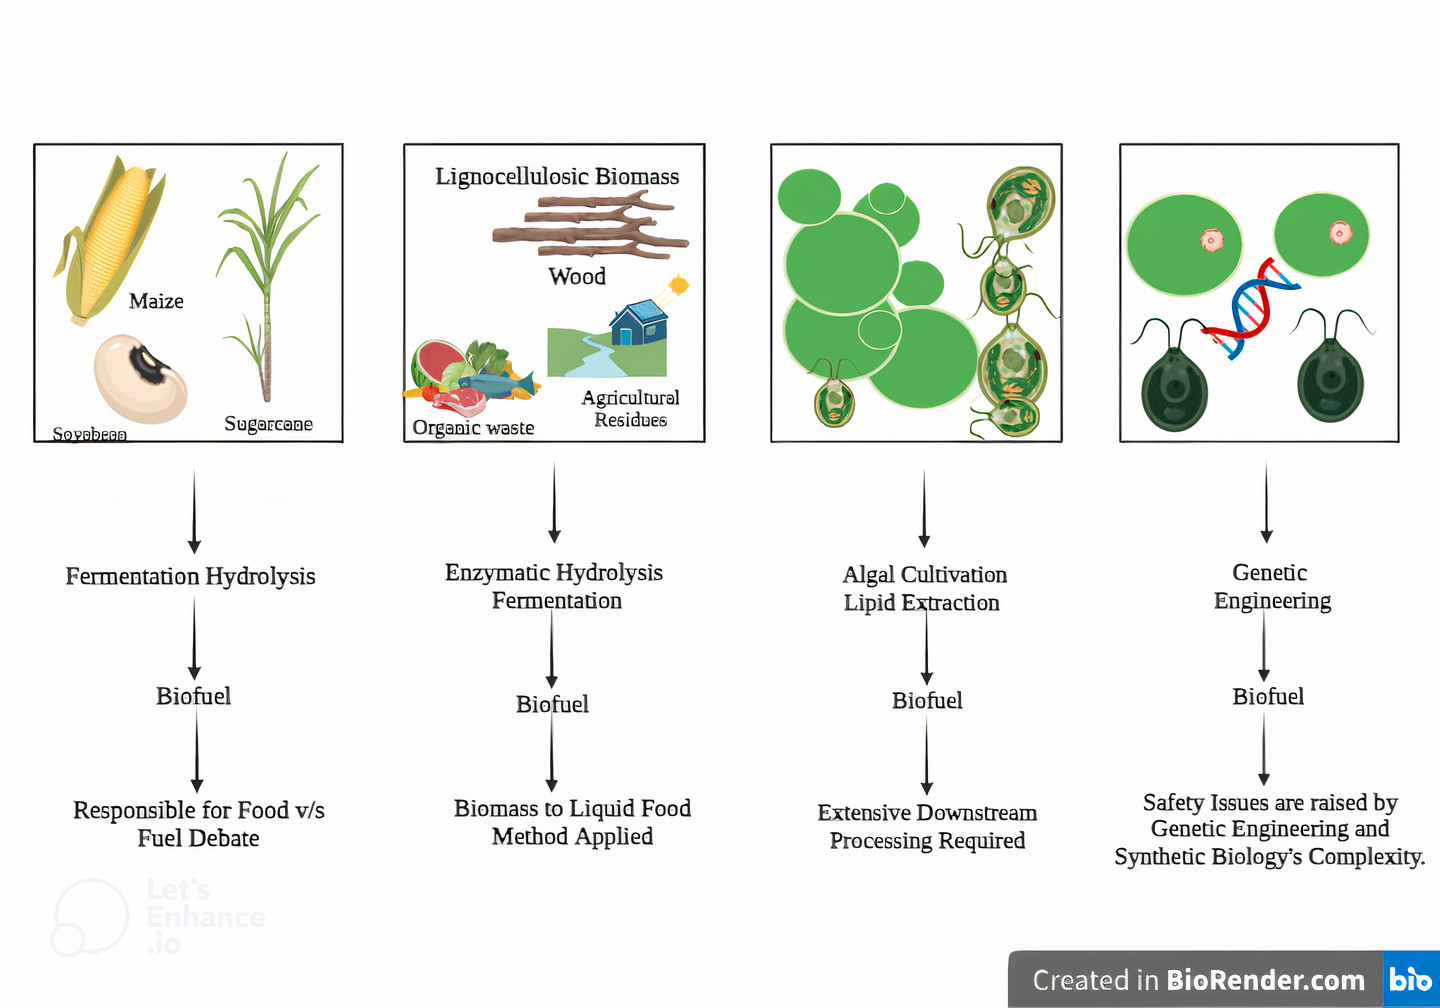 Maize
Soyabean
Sugarcane
Lignocellulosic Biomass
Wood
Organic waste
Agricultural
Residues
Fermentation Hydrolysis
Biofuel
Responsible for Food v/s
Fuel Debate
Enzymatic Hydrolysis
Fermentation
Biofuel
Biomass to Liquid Food
Method Applied
Algal Cultivation
Lipid Extraction
Biofuel
Extensive Downstream
Processing Required
Genetic
Engineering
Biofuel
Safety Issues are raised by
Genetic Engineering and
Synthetic Biology's Complexity.
Let's
Enhance
.io
Created in BioRender.com bio